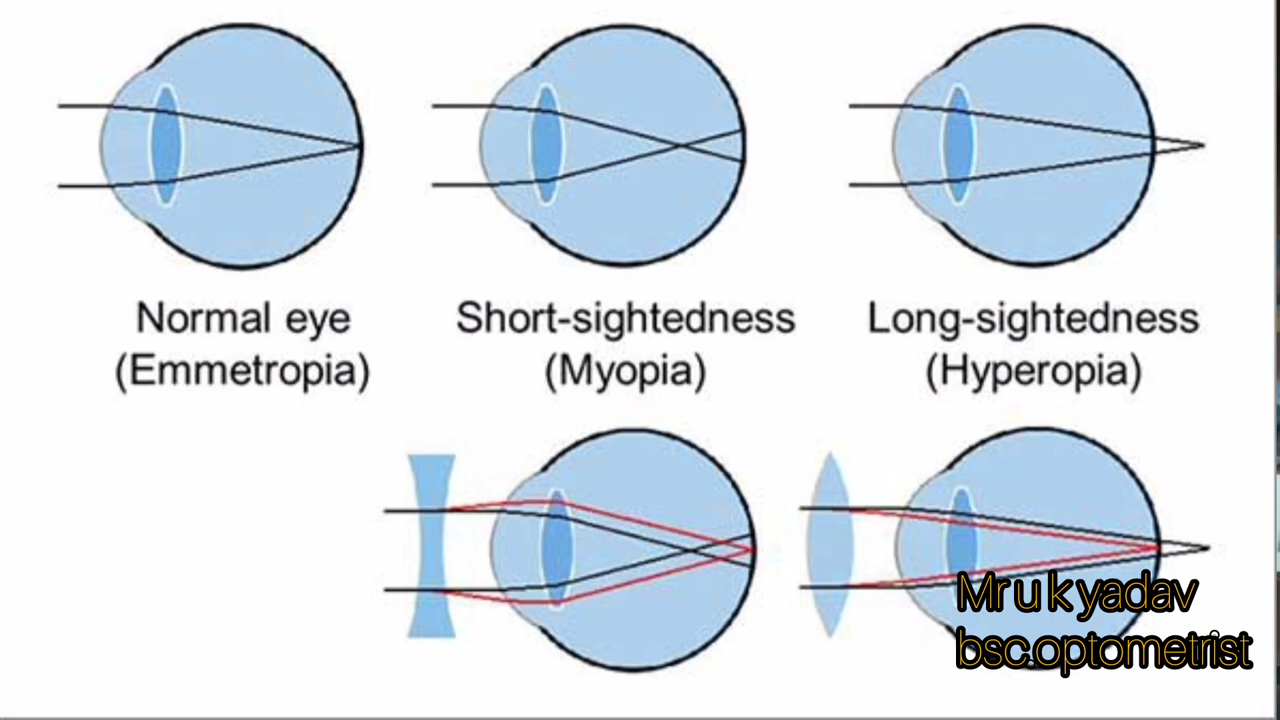 Normal eye
(Emmetropia)
Short-sightedness
(Myopia)
Long-sightedness
(Hyperopia)
Mr u k yadav
bsc.optometrist